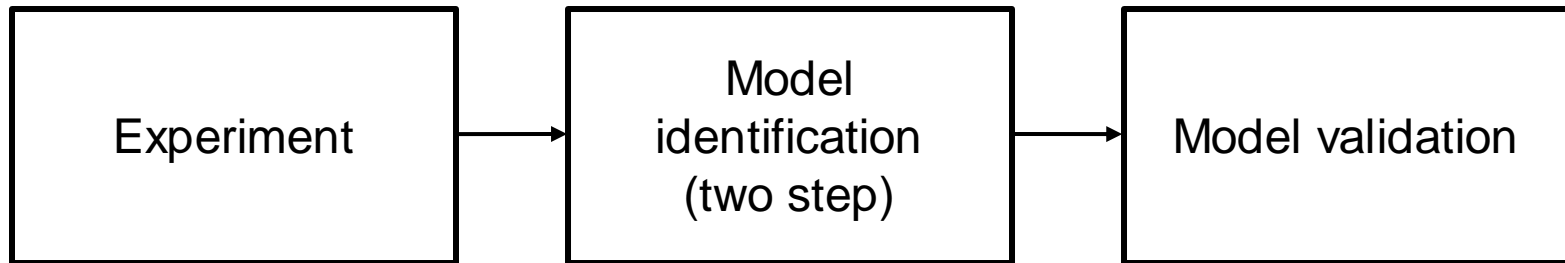 Experiment
Model
identification
(two step)
Model validation